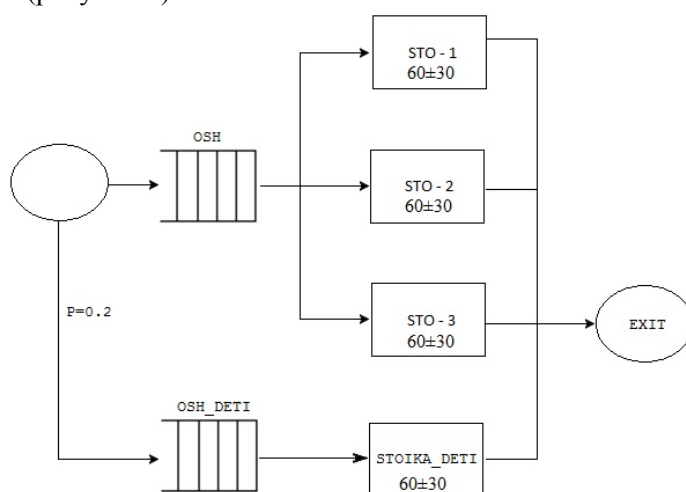 STO - 1
60±30
OSH
STO - 2
60±30
P=0.2
STO - 3
60±30
EXIT
OSH_DETI
STOIKA_DETI
60±30